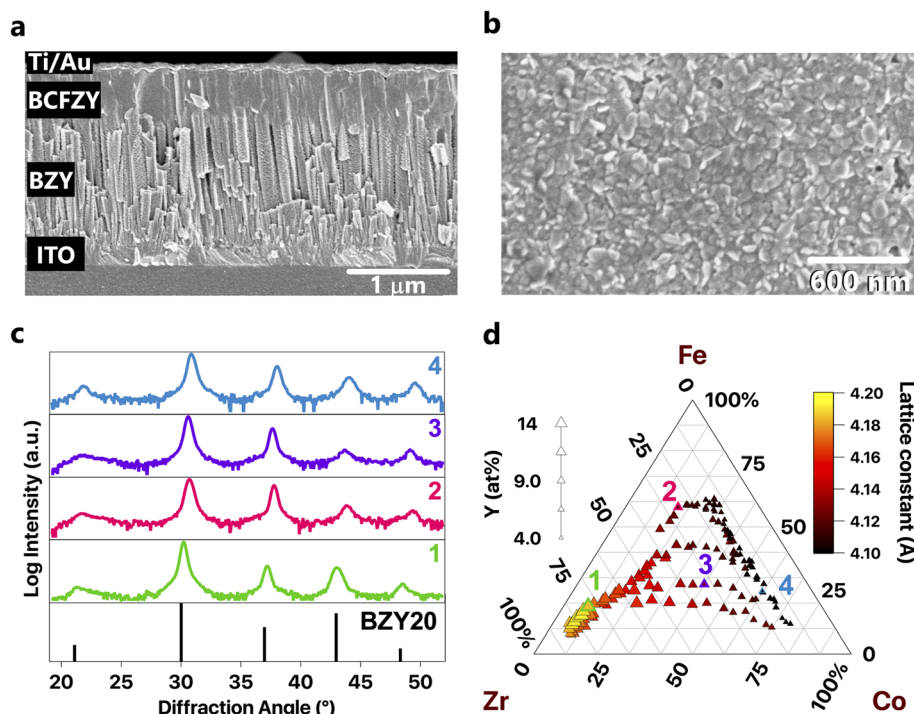 a
Ti/Au
BCFZY
BZY
ITO
1 µm
b
600 nm
c
Log Intensity (a.u.)
4
3
2
1
BZY20
20 25 30 35 40 45 50
Diffraction Angle (°)
d
Fe
0 100%
25 75
50 50
75 25
100% 0
0 25 50 75 100%
Zr Co
Y (at%)
14
9.0
4.0
1
2
3
4
4.20
4.18
4.15
4.12
4.10
Lattice constant (A)